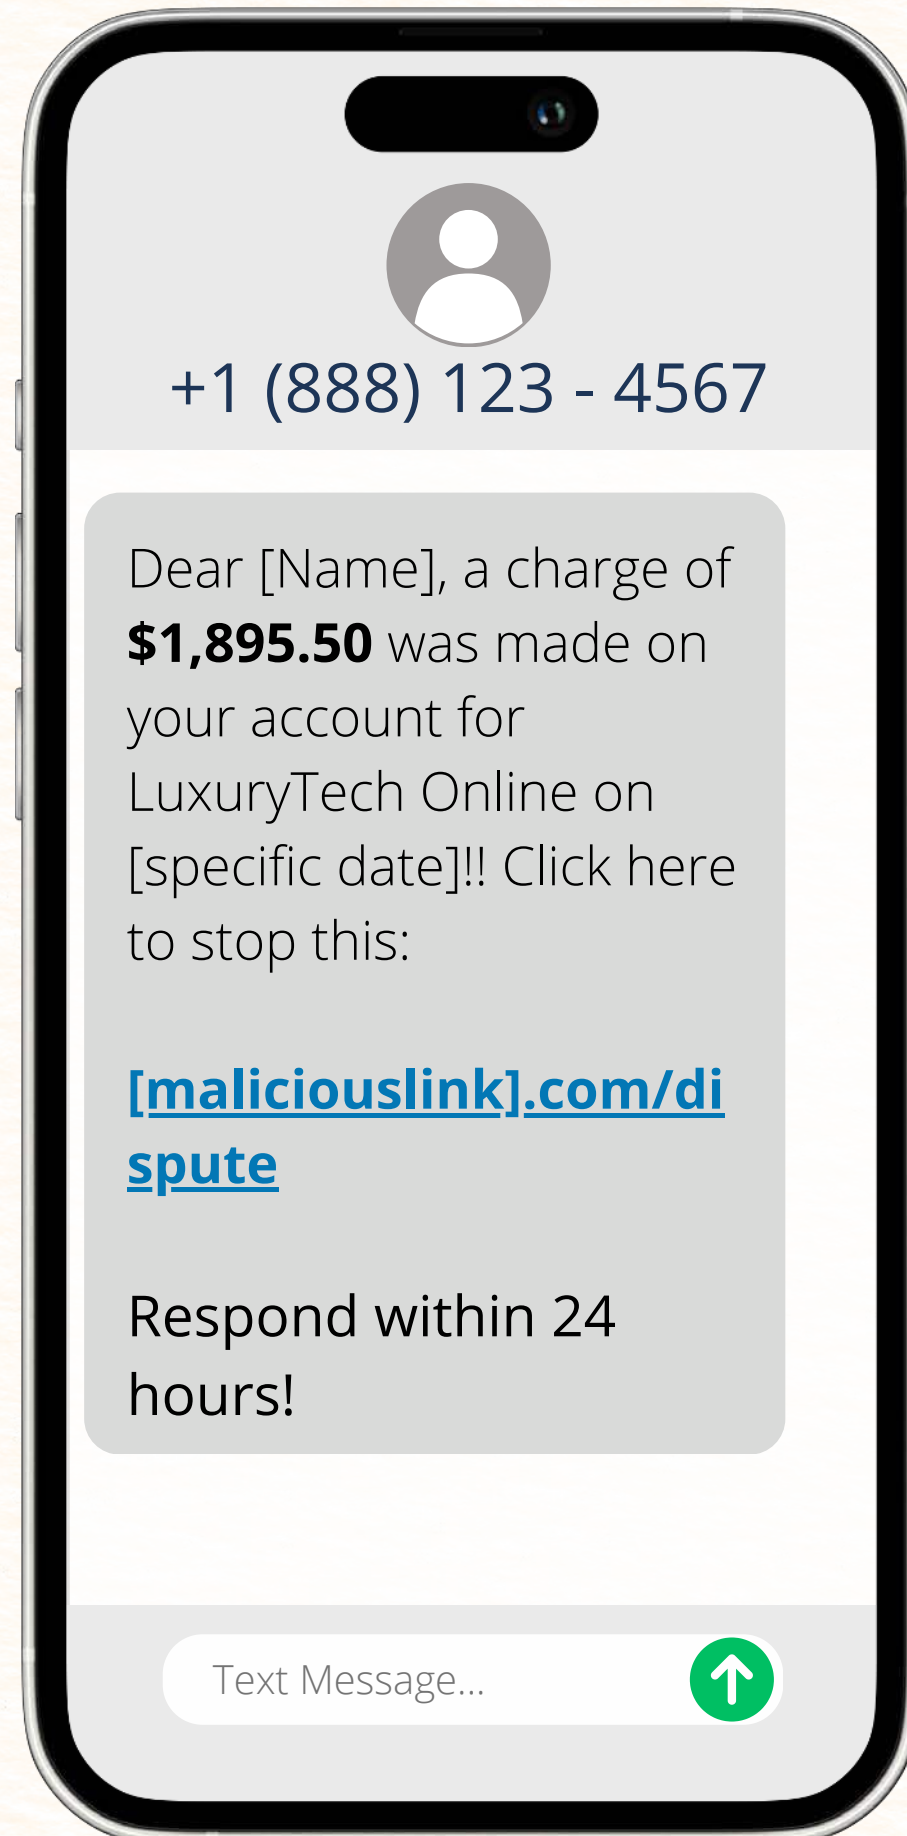 +1 (888) 123 - 4567
Dear [Name], a charge of
$1,895.50 was made on
your account for
LuxuryTech Online on
[specific date]!! Click here
to stop this:
[maliciouslink].com/di
spute
Respond within 24
hours!
Text Message...